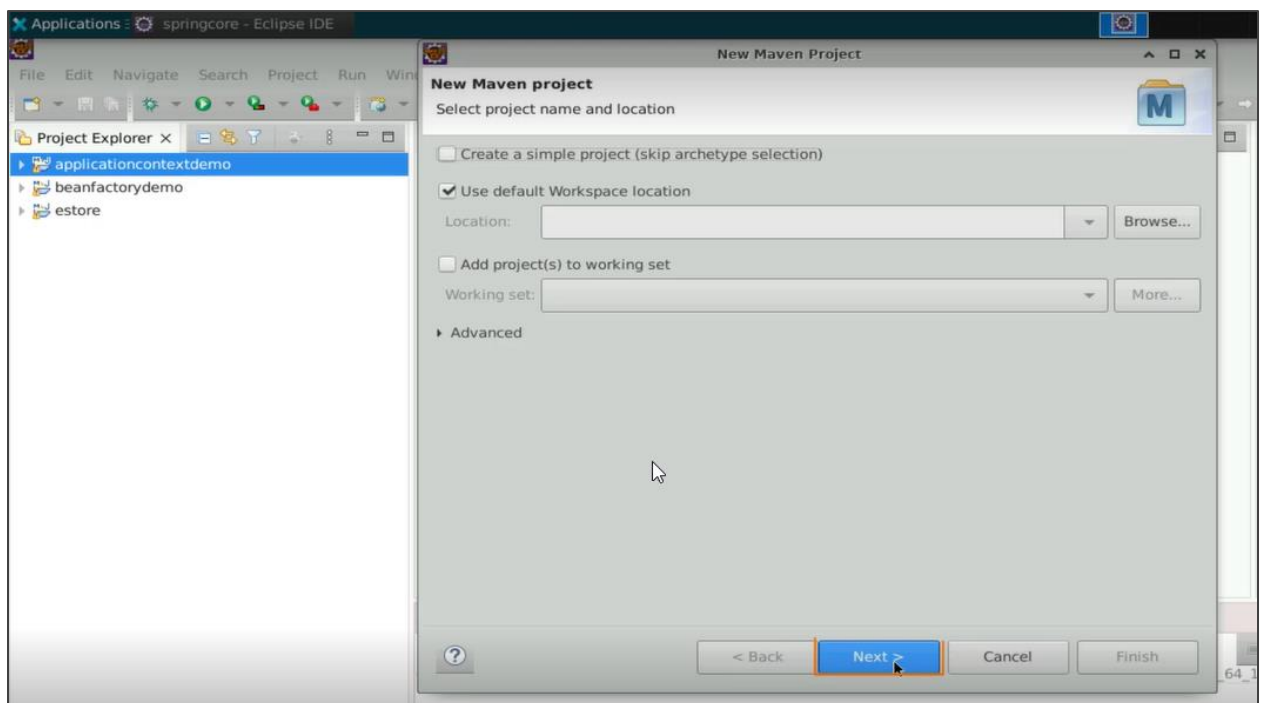 Applications springcore - Eclipse IDE
New Maven Project
File Edit Navigate Search Project Run
New Maven project
Select project name and location
M
Project Explorer
applicationcontextdemo
beanfactorydemo
estore
Create a simple project (skip archetype selection)
Use default Workspace location
Location: Browse...
Add project(s) to working set
Working set: More...
Advanced
? < Back Next > Cancel Finish
_64_1